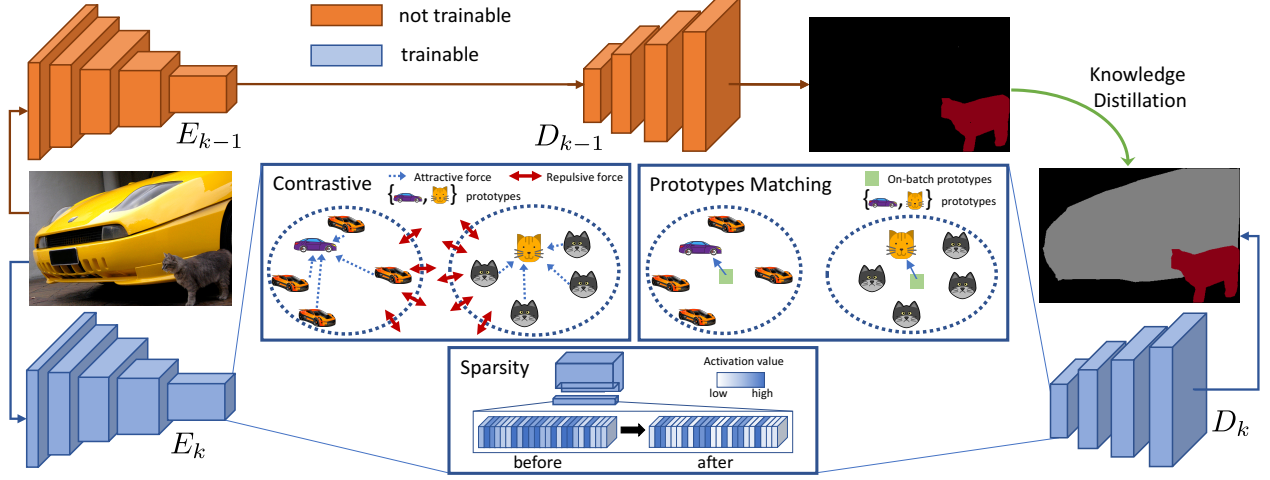 not trainable
trainable
E_{k-1}
D_{k-1}
Knowledge
Distillation
Contrastive
Attractive force
Repulsive force
{ , } prototypes
Prototypes Matching
On-batch prototypes
{ , } prototypes
Sparsity
Activation value
low high
before after
E_k
D_k